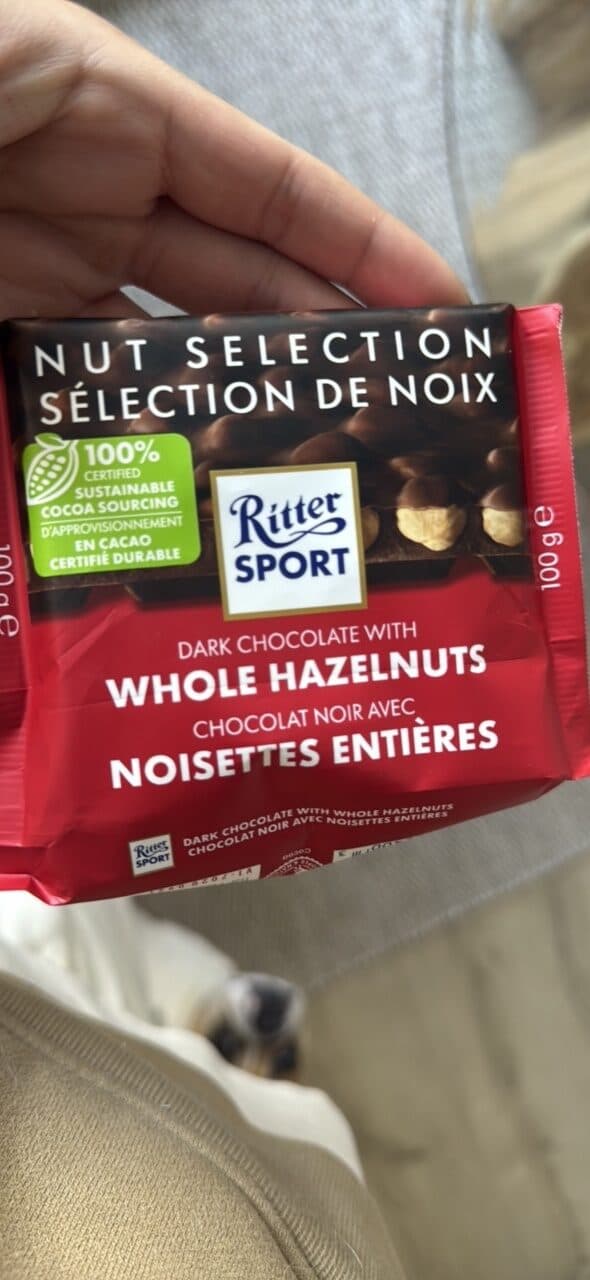 NUT SELECTION
SÉLECTION DE NOIX
100%
CERTIFIED
SUSTAINABLE
COCOA SOURCING
D'APPROVISIONNEMENT
EN CACAO
CERTIFIÉ DURABLE
Ritter
SPORT
100 g e
100 g e
DARK CHOCOLATE WITH
WHOLE HAZELNUTS
CHOCOLAT NOIR AVEC
NOISETTES ENTIÈRES
Ritter
SPORT
DARK CHOCOLATE WITH WHOLE HAZELNUTS
CHOCOLAT NOIR AVEC NOISETTES ENTIÈRES